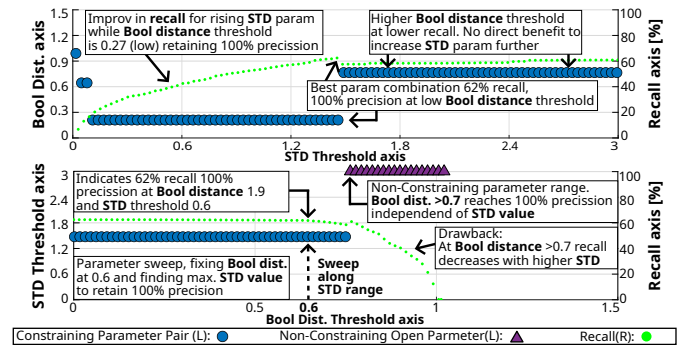 1.5
1.2
0.9
0.6
0.3
0
Bool Dist. axis
Improv in recall for rising STD param
while Bool distance threshold
is 0.27 (low) retaining 100% precission
Higher Bool distance threshold
at lower recall. No direct benefit to
increase STD param further
Best param combination 62% recall,
100% precision at low Bool distance threshold
100
80
60
40
20
0
Recall axis [%]
0 0.6 1.2 1.8 2.4 3
STD Threshold axis
3
2.4
1.8
1.2
0.6
0
STD Threshold axis
Indicates 62% recall 100%
precission at Bool distance 1.9
and STD threshold 0.6
Non-Constraining parameter range.
Bool dist. >0.7 reaches 100% precission
independend of STD value
Drawback:
At Bool distance >0.7 recall
decreases with higher STD
Parameter sweep, fixing Bool dist.
at 0.6 and finding max. STD value
to retain 100% precission
Sweep
along
STD range
100
80
60
40
20
0
Recall axis [%]
0 0.5 0.6 1 1.5
Bool Dist. Threshold axis
Constraining Parameter Pair (L): Non-Constraining Open Parmeter(L): Recall(R):